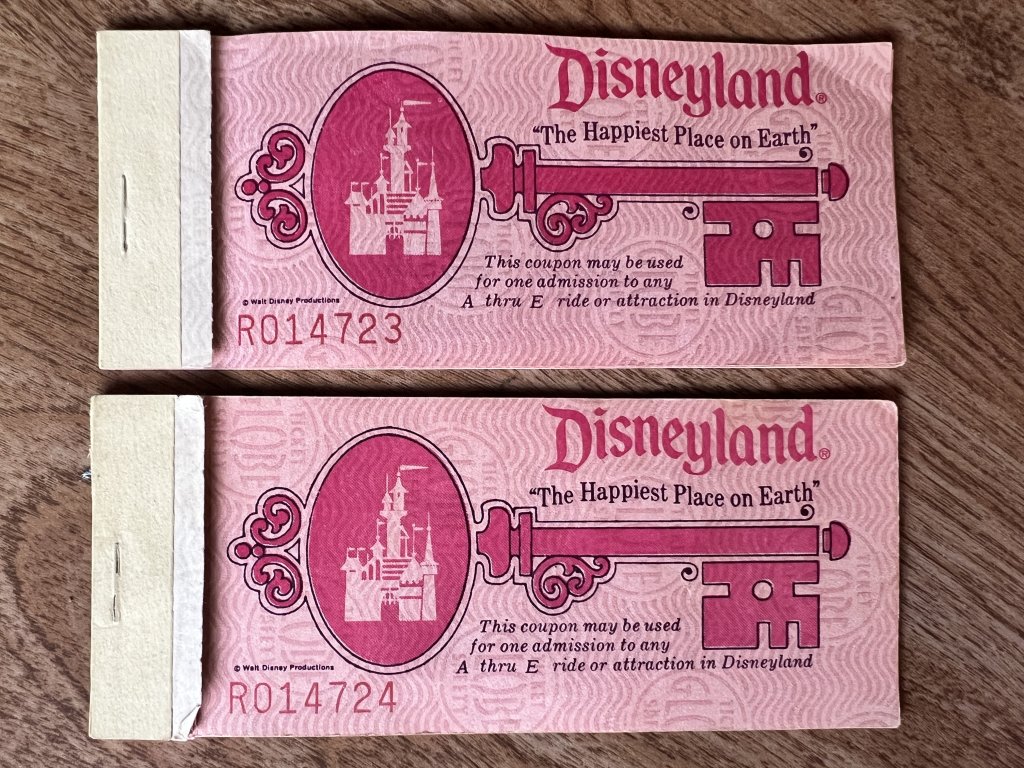 Disneyland®
"The Happiest Place on Earth"
This coupon may be used
for one admission to any
A thru E ride or attraction in Disneyland
© Walt Disney Productions
R014723
Disneyland®
"The Happiest Place on Earth"
This coupon may be used
for one admission to any
A thru E ride or attraction in Disneyland
© Walt Disney Productions
R014724